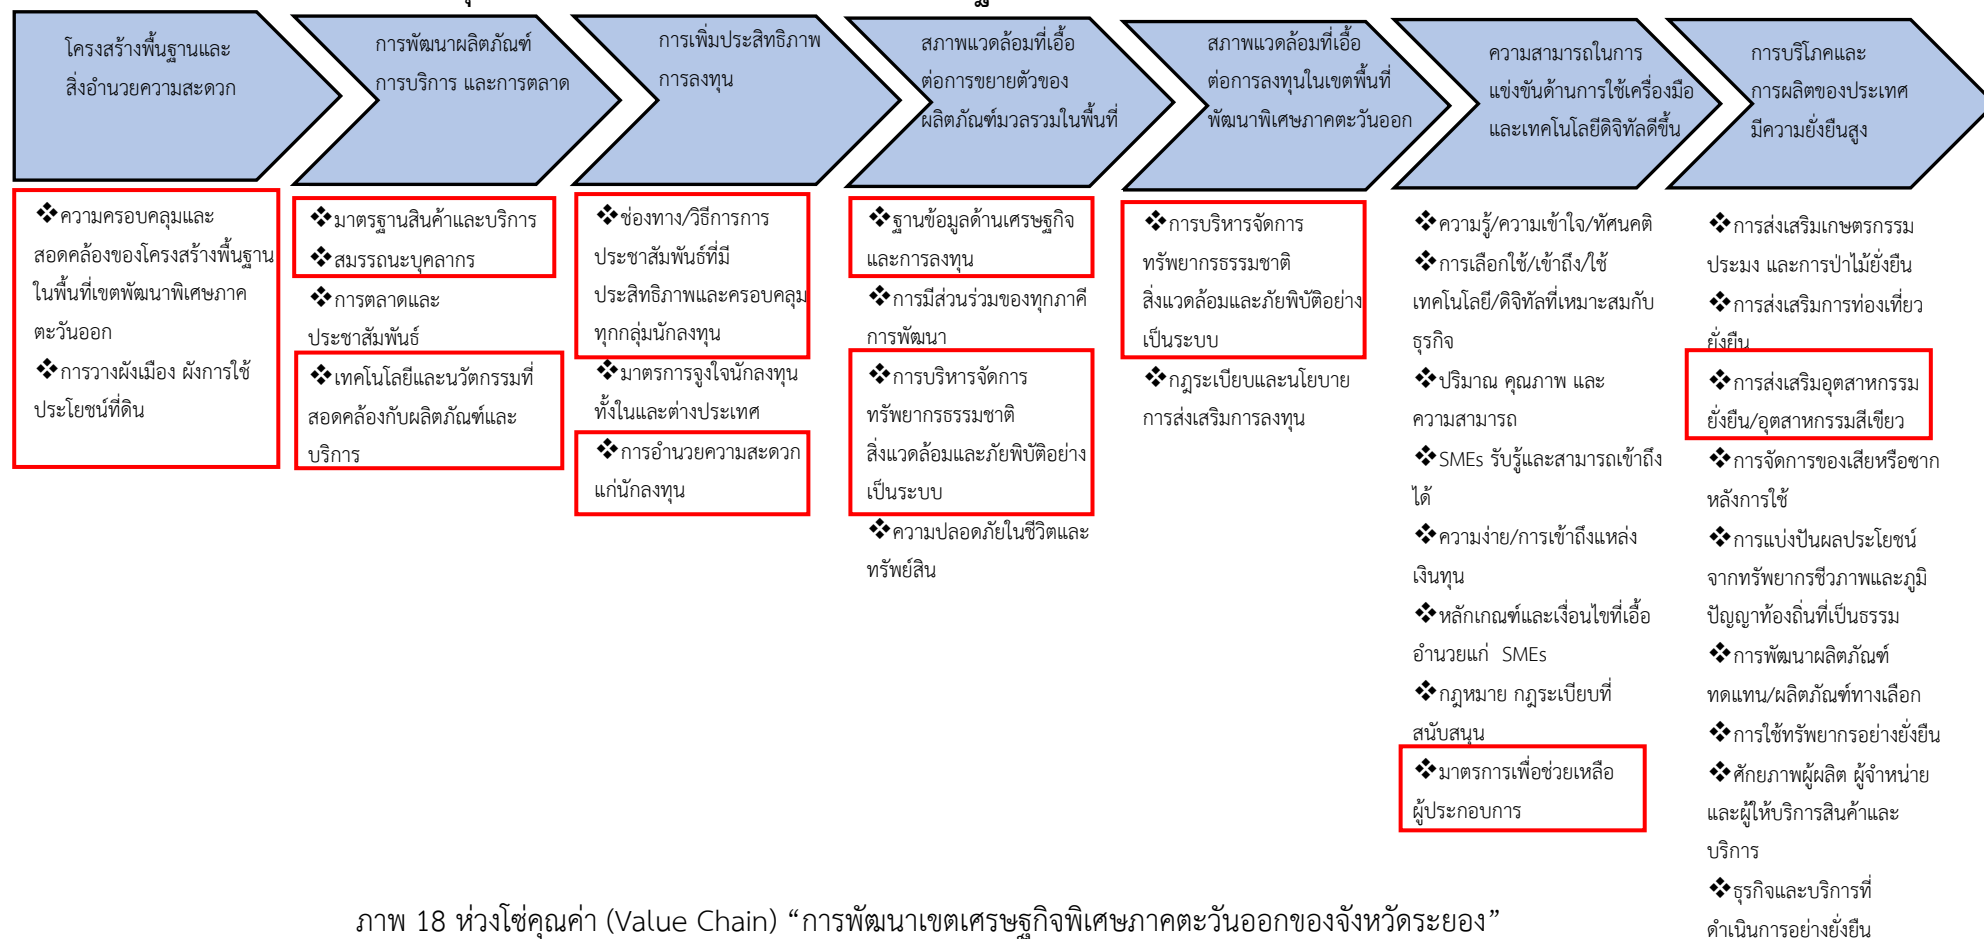 โครงสร้างพื้นฐานและ
สิ่งอำนวยความสะดวก
การพัฒนาผลิตภัณฑ์
การบริการ และการตลาด
การเพิ่มประสิทธิภาพ
การลงทุน
สภาพแวดล้อมที่เอื้อ
ต่อการขยายตัวของ
ผลิตภัณฑ์มวลรวมในพื้นที่
สภาพแวดล้อมที่เอื้อ
ต่อการลงทุนในเขตพื้นที่
พัฒนาพิเศษภาคตะวันออก
ความสามารถในการ
แข่งขันด้านการใช้เครื่องมือ
และเทคโนโลยีดิจิทัลดีขึ้น
การบริโภคและ
การผลิตของประเทศ
มีความยั่งยืนสูง
❖ความครอบคลุมและ
สอดคล้องของโครงสร้างพื้นฐาน
ในพื้นที่เขตพัฒนาพิเศษภาค
ตะวันออก
❖การวางผังเมือง ผังการใช้
ประโยชน์ที่ดิน
❖มาตรฐานสินค้าและบริการ
❖สมรรถนะบุคลากร
❖การตลาดและ
ประชาสัมพันธ์
❖เทคโนโลยีและนวัตกรรมที่
สอดคล้องกับผลิตภัณฑ์และ
บริการ
❖ช่องทาง/วิธีการการ
ประชาสัมพันธ์ที่มี
ประสิทธิภาพและครอบคลุม
ทุกกลุ่มนักลงทุน
❖มาตรการจูงใจนักลงทุน
ทั้งในและต่างประเทศ
❖การอำนวยความสะดวก
แก่นักลงทุน
❖ฐานข้อมูลด้านเศรษฐกิจ
และการลงทุน
❖การมีส่วนร่วมของทุกภาคี
การพัฒนา
❖การบริหารจัดการ
ทรัพยากรธรรมชาติ
สิ่งแวดล้อมและภัยพิบัติอย่าง
เป็นระบบ
❖ความปลอดภัยในชีวิตและ
ทรัพย์สิน
❖การบริหารจัดการ
ทรัพยากรธรรมชาติ
สิ่งแวดล้อมและภัยพิบัติอย่าง
เป็นระบบ
❖กฎระเบียบและนโยบาย
การส่งเสริมการลงทุน
❖ความรู้/ความเข้าใจ/ทัศนคติ
❖การเลือกใช้/เข้าถึง/ใช้
เทคโนโลยี/ดิจิทัลที่เหมาะสมกับ
ธุรกิจ
❖ปริมาณ คุณภาพ และ
ความสามารถ
❖SMEs รับรู้และสามารถเข้าถึง
ได้
❖ความง่าย/การเข้าถึงแหล่ง
เงินทุน
❖หลักเกณฑ์และเงื่อนไขที่เอื้อ
อำนวยแก่ SMEs
❖กฎหมาย กฎระเบียบที่
สนับสนุน
❖มาตรการเพื่อช่วยเหลือ
ผู้ประกอบการ
❖การส่งเสริมเกษตรกรรม
ประมง และการป่าไม้ยั่งยืน
❖การส่งเสริมการท่องเที่ยว
ยั่งยืน
❖การส่งเสริมอุตสาหกรรม
ยั่งยืน/อุตสาหกรรมสีเขียว
❖การจัดการของเสียหรือซาก
หลังการใช้
❖การแบ่งปันผลประโยชน์
จากทรัพยากรชีวภาพและภูมิ
ปัญญาท้องถิ่นที่เป็นธรรม
❖การพัฒนาผลิตภัณฑ์
ทดแทน/ผลิตภัณฑ์ทางเลือก
❖การใช้ทรัพยากรอย่างยั่งยืน
❖ศักยภาพผู้ผลิต ผู้จำหน่าย
และผู้ให้บริการสินค้าและ
บริการ
❖ธุรกิจและบริการที่
ดำเนินการอย่างยั่งยืน
ภาพ 18 ห่วงโซ่คุณค่า (Value Chain) “การพัฒนาเขตเศรษฐกิจพิเศษภาคตะวันออกของจังหวัดระยอง”